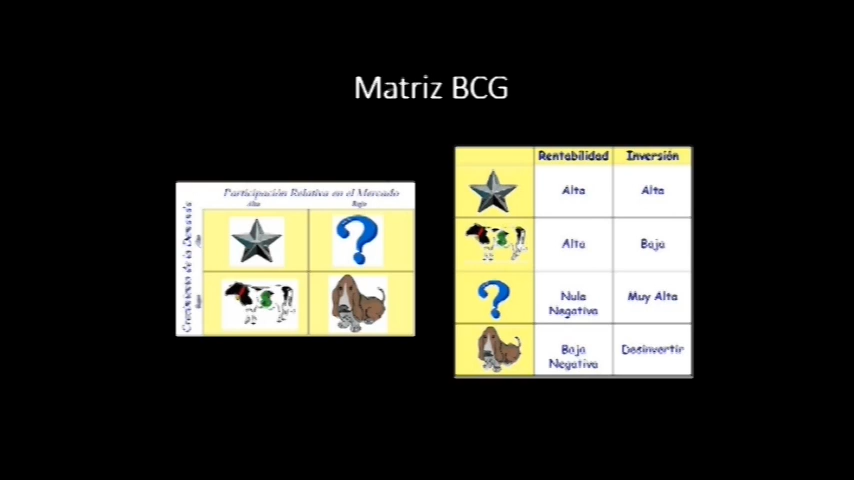 Matriz BCG
Participación Relativa en el Mercado
Alta Baja
Crecimiento de la Demanda
Alto
Bajo
Rentabilidad Inversión
Alta Alta
Alta Baja
Nula Muy Alta
Negativa
Baja Desinvertir
Negativa